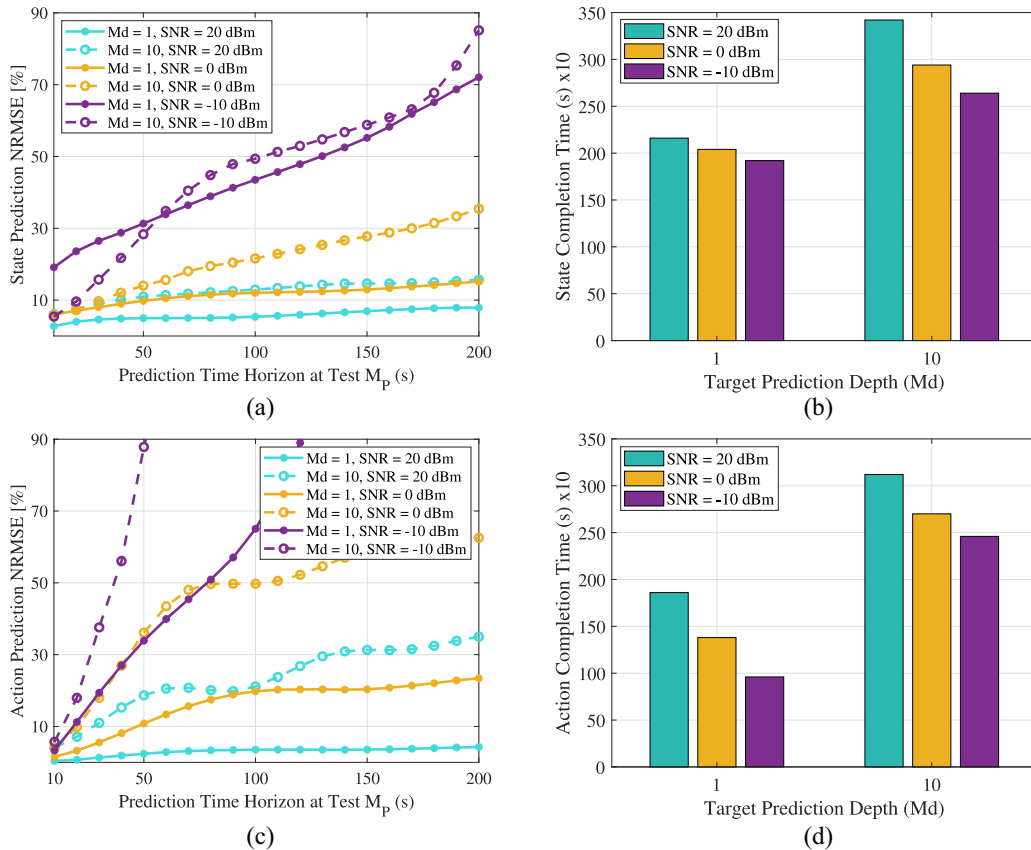 90
70
50
30
10
State Prediction NRMSE [%]
Md = 1, SNR = 20 dBm
Md = 10, SNR = 20 dBm
Md = 1, SNR = 0 dBm
Md = 10, SNR = 0 dBm
Md = 1, SNR = -10 dBm
Md = 10, SNR = -10 dBm
50 100 150 200
Prediction Time Horizon at Test M_P (s)
(a)
350
300
250
200
150
100
50
0
State Completion Time (s) x10
SNR = 20 dBm
SNR = 0 dBm
SNR = -10 dBm
1 10
Target Prediction Depth (Md)
(b)
90
70
50
30
10
Action Prediction NRMSE [%]
Md = 1, SNR = 20 dBm
Md = 10, SNR = 20 dBm
Md = 1, SNR = 0 dBm
Md = 10, SNR = 0 dBm
Md = 1, SNR = -10 dBm
Md = 10, SNR = -10 dBm
10 50 100 150 200
Prediction Time Horizon at Test M_P (s)
(c)
350
300
250
200
150
100
50
0
Action Completion Time (s) x10
SNR = 20 dBm
SNR = 0 dBm
SNR = -10 dBm
1 10
Target Prediction Depth (Md)
(d)